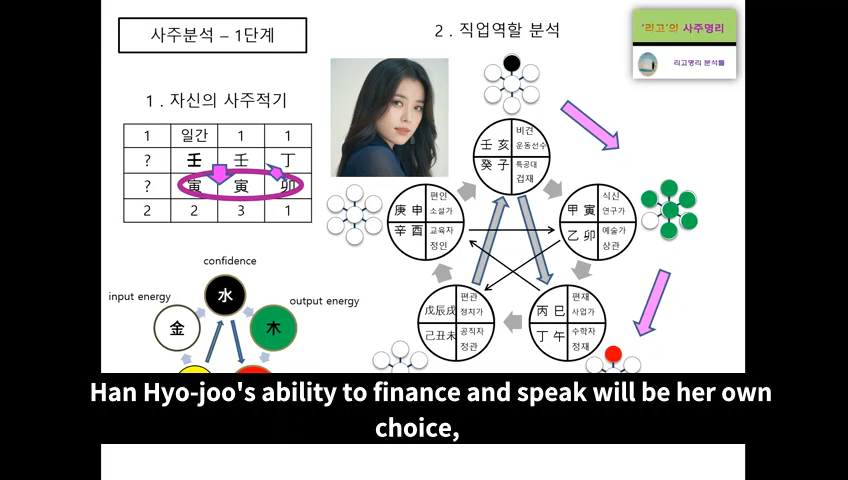 사주분석 – 1단계
2 . 직업역할 분석
'리고'의 사주명리
리고명리 분석틀
1 . 자신의 사주적기
1 일간 1 1
? 壬 壬 丁
? 寅 寅 卯
2 2 3 1
壬 亥 비견 운동선수
癸 子 특공대 겁재
庚 申 편인 소설가
辛 酉 교육자 정인
甲 寅 식신 연구가
乙 卯 예술가 상관
戊辰戌 편관 정치가
己丑未 공직자 정관
丙 巳 편재 사업가
丁 午 수학자 정재
confidence
input energy
output energy
水
金
木
Han Hyo-joo's ability to finance and speak will be her own
choice,